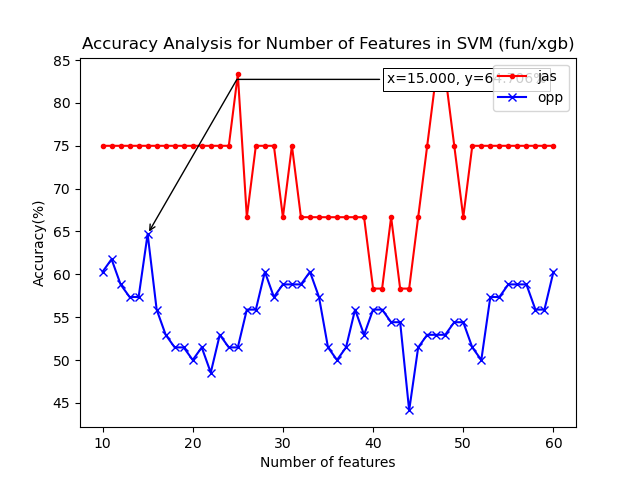 Accuracy Analysis for Number of Features in SVM (fun/xgb)
85
80
75
70
65
60
55
50
45
Accuracy(%)
x=15.000, y=64.706%
jas
opp
10 20 30 40 50 60
Number of features